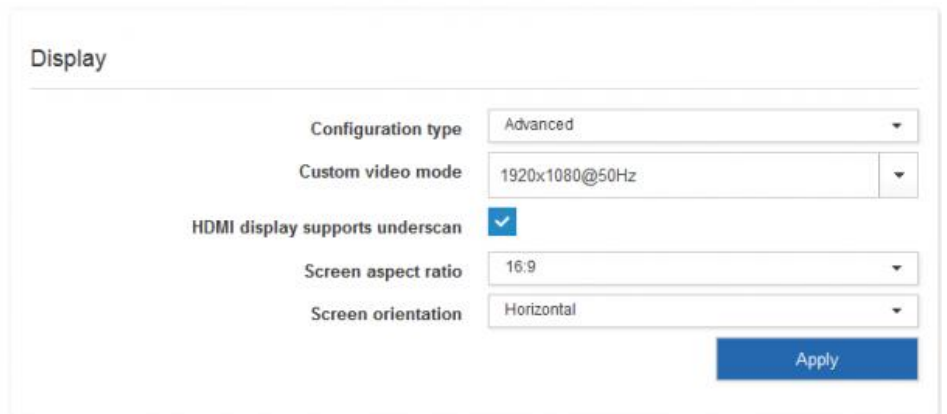 Display
Configuration type Advanced
Custom video mode 1920x1080@50Hz
HDMI display supports underscan
Screen aspect ratio 16:9
Screen orientation Horizontal
Apply